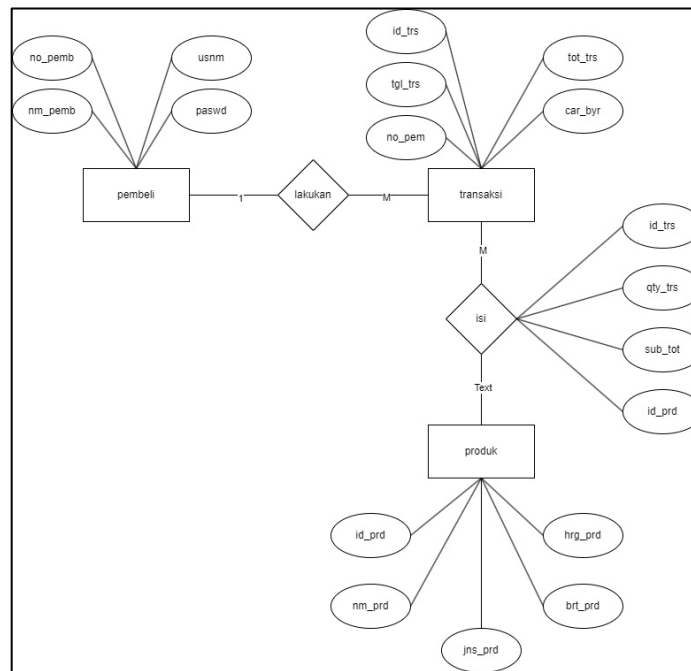 id_trs
no_pemb
usnm
tot_trs
tgl_trs
nm_pemb
paswd
car_byr
no_pem
pembeli
1
lakukan
M
transaksi
id_trs
M
qty_trs
isi
sub_tot
Text
id_prd
produk
id_prd
hrg_prd
nm_prd
brt_prd
jns_prd